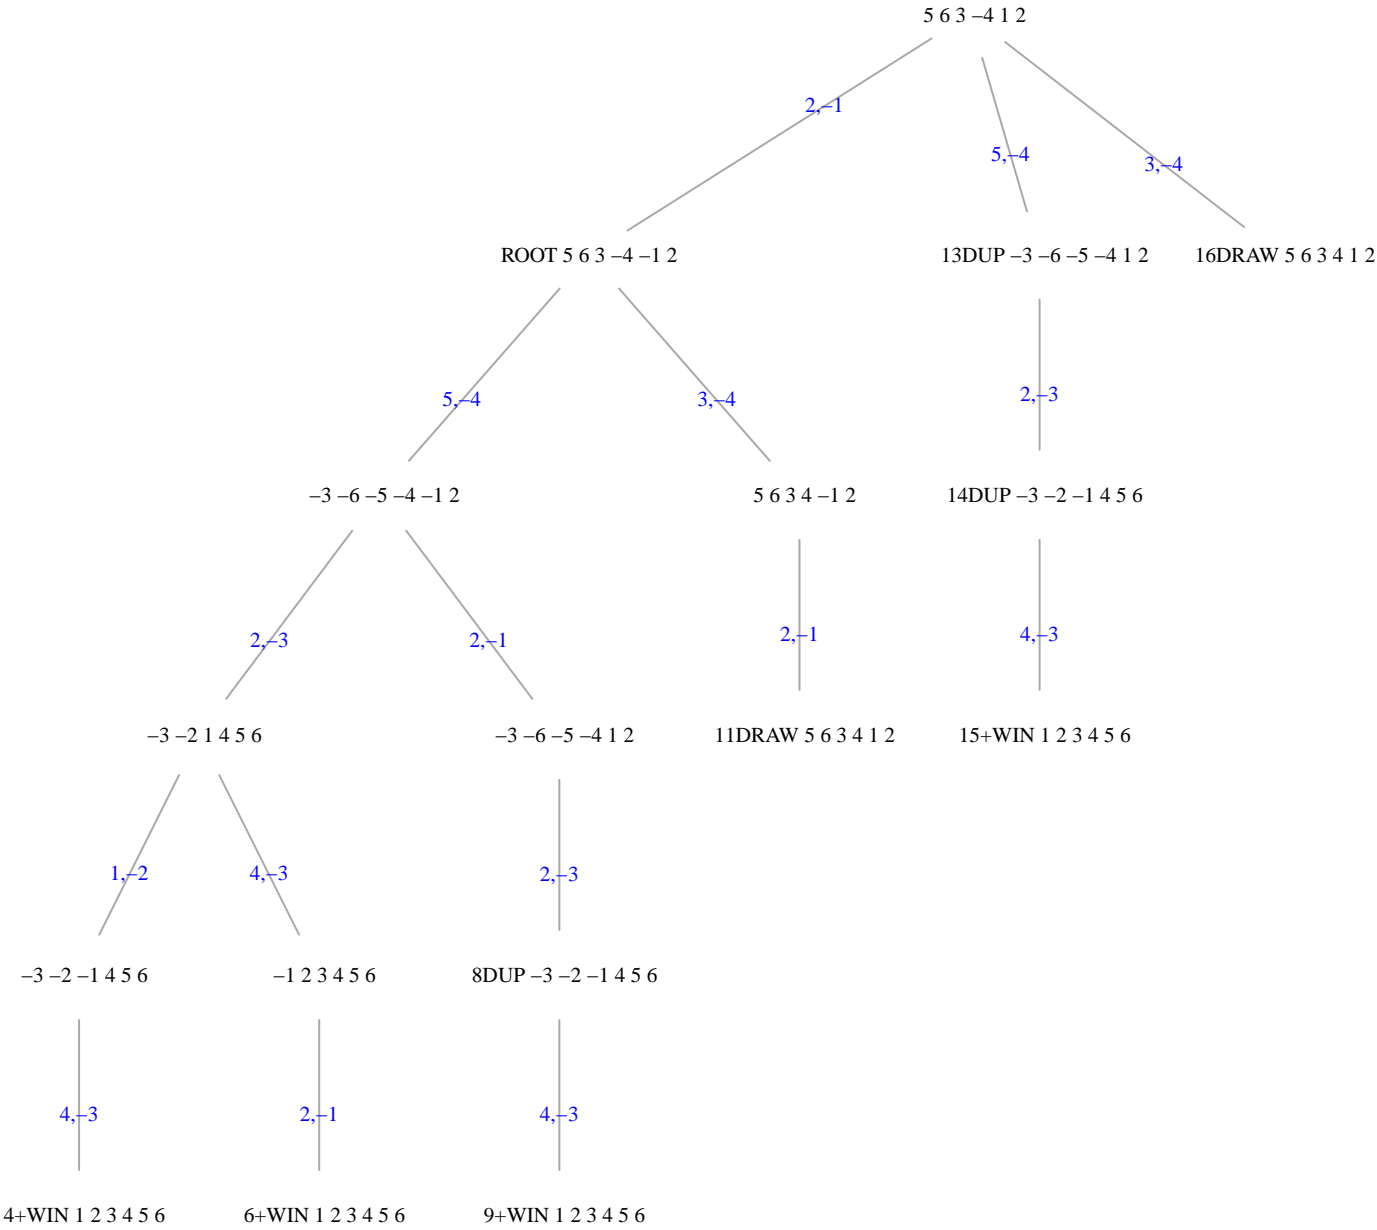 5 6 3 −4 1 2
2,−1
5,−4
3,−4
ROOT 5 6 3 −4 −1 2
13DUP −3 −6 −5 −4 1 2
16DRAW 5 6 3 4 1 2
5,−4
3,−4
2,−3
−3 −6 −5 −4 −1 2
5 6 3 4 −1 2
14DUP −3 −2 −1 4 5 6
2,−3
2,−1
2,−1
4,−3
−3 −2 1 4 5 6
−3 −6 −5 −4 1 2
11DRAW 5 6 3 4 1 2
15+WIN 1 2 3 4 5 6
1,−2
4,−3
2,−3
−3 −2 −1 4 5 6
−1 2 3 4 5 6
8DUP −3 −2 −1 4 5 6
4,−3
2,−1
4,−3
4+WIN 1 2 3 4 5 6
6+WIN 1 2 3 4 5 6
9+WIN 1 2 3 4 5 6